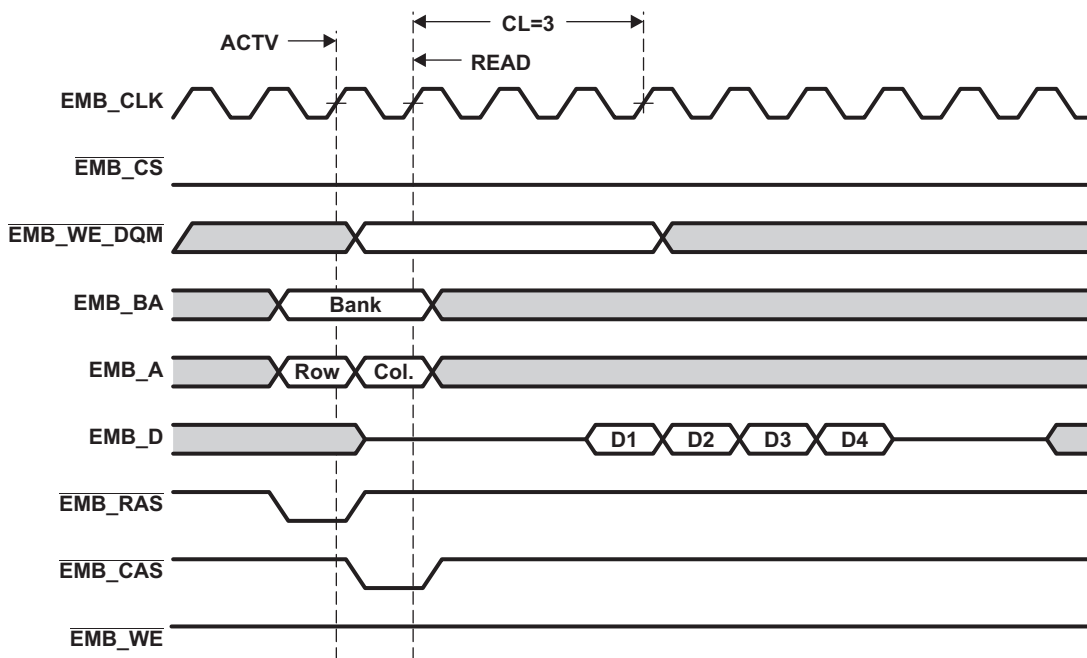 CL=3
ACTV
READ
EMB_CLK
EMB_CS
EMB_WE_DQM
EMB_BA
Bank
EMB_A
Row Col.
EMB_D
D1 D2 D3 D4
EMB_RAS
EMB_CAS
EMB_WE